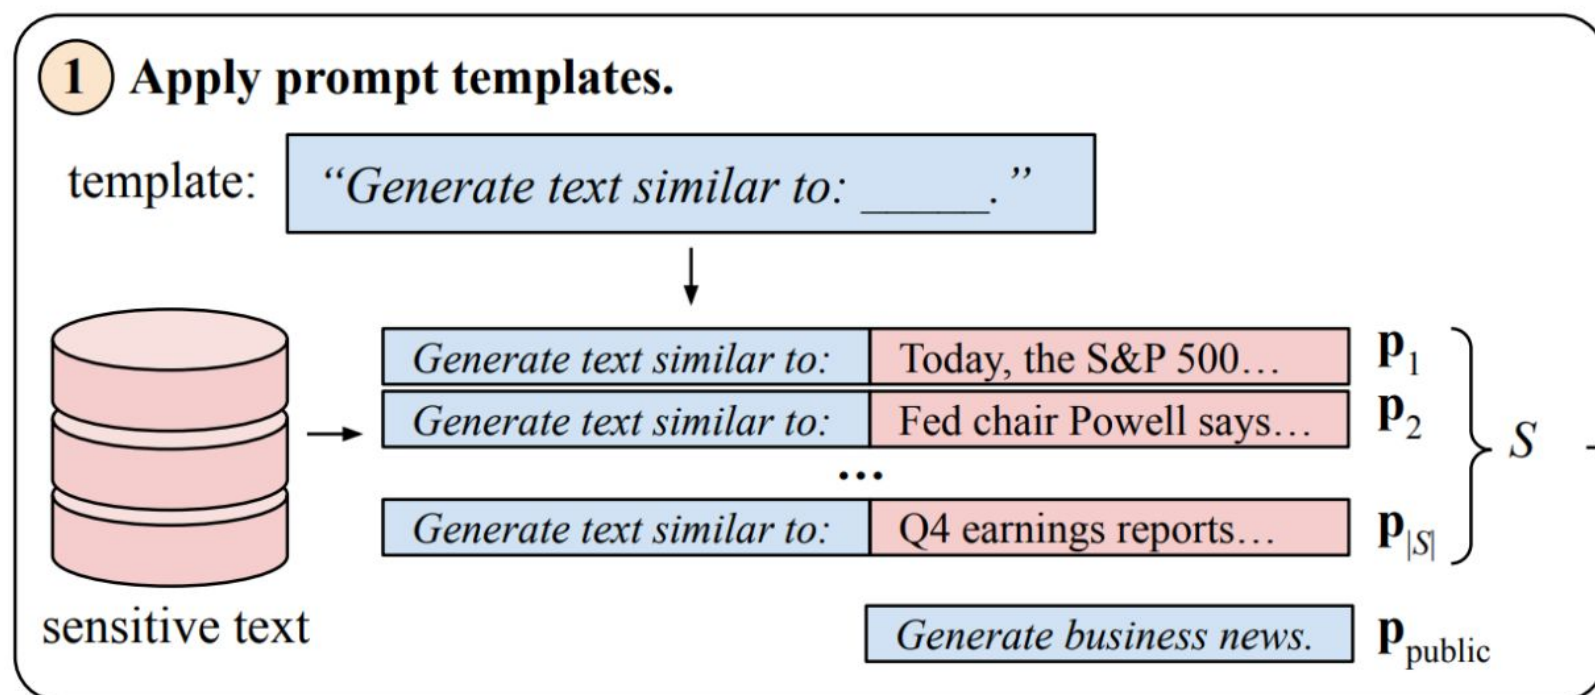 1 Apply prompt templates.
template: “Generate text similar to: _____.”
Generate text similar to: Today, the S&P 500… p1
Generate text similar to: Fed chair Powell says… p2
S
...
Generate text similar to: Q4 earnings reports… p|S|
sensitive text
Generate business news. ppublic